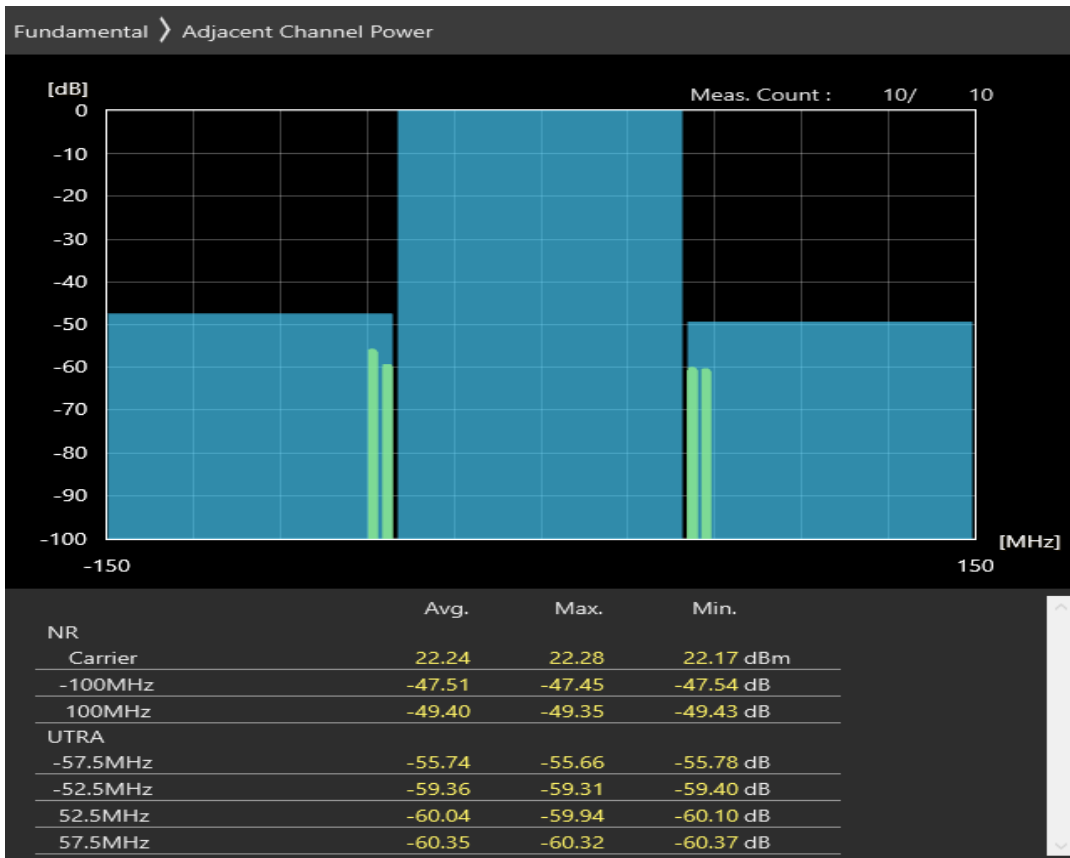 Fundamental 》 Adjacent Channel Power
[dB]
Meas. Count : 10/ 10
0
-10
-20
-30
-40
-50
-60
-70
-80
-90
-100
[MHz]
-150 150
Avg. Max. Min.
NR
Carrier 22.24 22.28 22.17 dBm
-100MHz -47.51 -47.45 -47.54 dB
100MHz -49.40 -49.35 -49.43 dB
UTRA
-57.5MHz -55.74 -55.66 -55.78 dB
-52.5MHz -59.36 -59.31 -59.40 dB
52.5MHz -60.04 -59.94 -60.10 dB
57.5MHz -60.35 -60.32 -60.37 dB